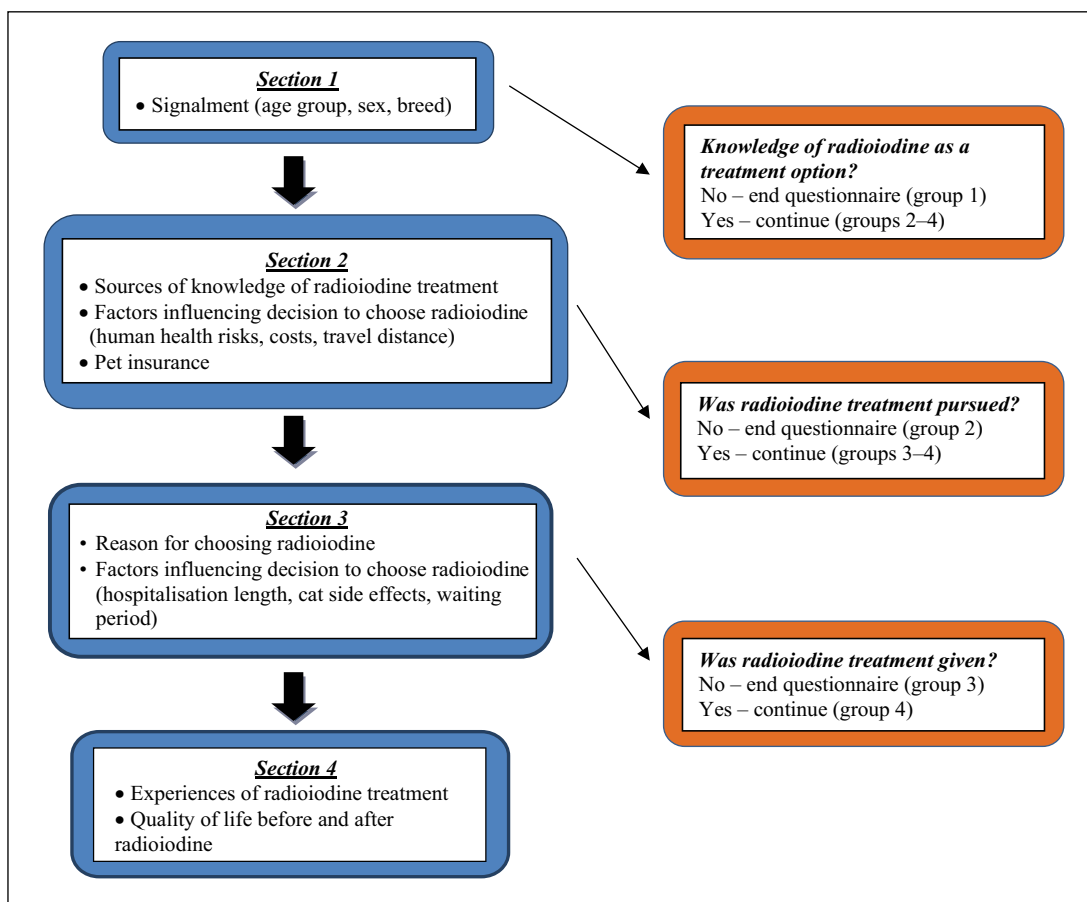 Section 1
• Signalment (age group, sex, breed)
Knowledge of radioiodine as a
treatment option?
No – end questionnaire (group 1)
Yes – continue (groups 2–4)
Section 2
• Sources of knowledge of radioiodine treatment
• Factors influencing decision to choose radioiodine
(human health risks, costs, travel distance)
• Pet insurance
Was radioiodine treatment pursued?
No – end questionnaire (group 2)
Yes – continue (groups 3–4)
Section 3
• Reason for choosing radioiodine
• Factors influencing decision to choose radioiodine
(hospitalisation length, cat side effects, waiting
period)
Was radioiodine treatment given?
No – end questionnaire (group 3)
Yes – continue (group 4)
Section 4
• Experiences of radioiodine treatment
• Quality of life before and after
radioiodine